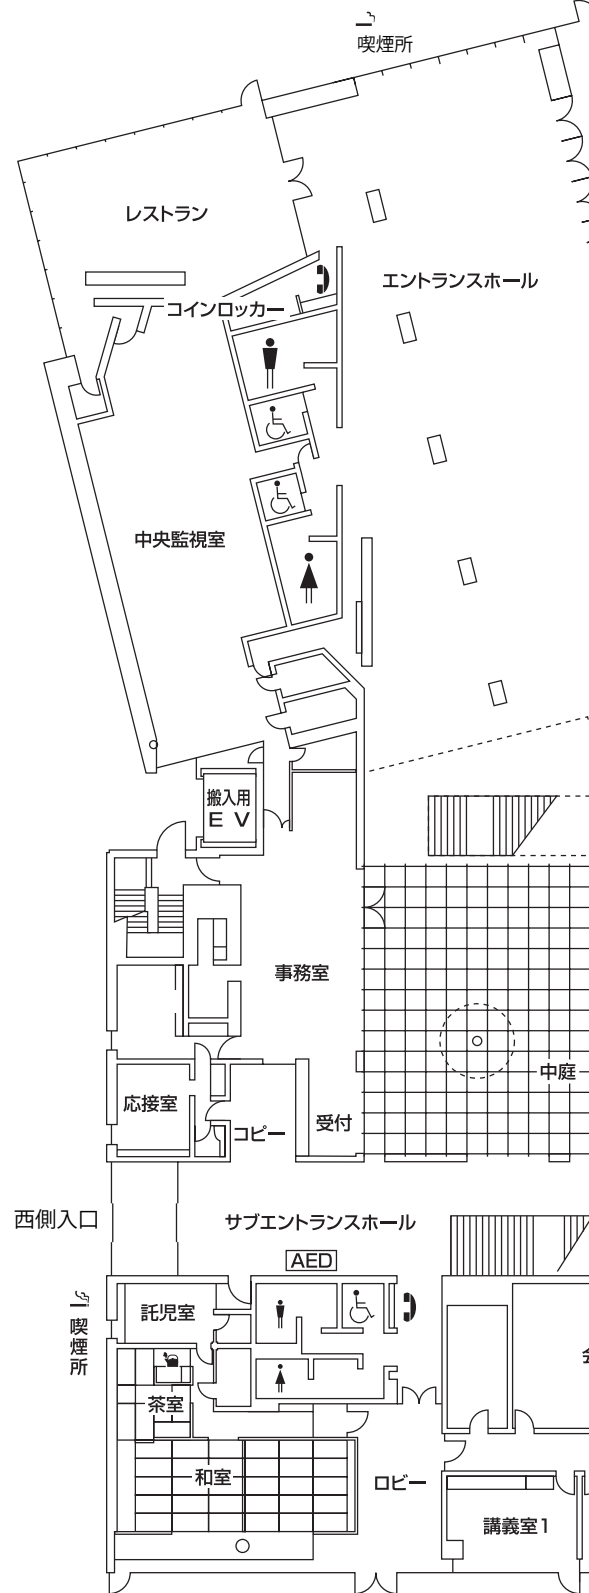 喫煙所
レストラン
エントランスホール
コインロッカー
中央監視室
搬入用
ＥＶ
事務室
中庭
応接室
コピー
受付
西側入口
サブエントランスホール
AED
喫煙所
託児室
茶室
和室
ロビー
講義室1